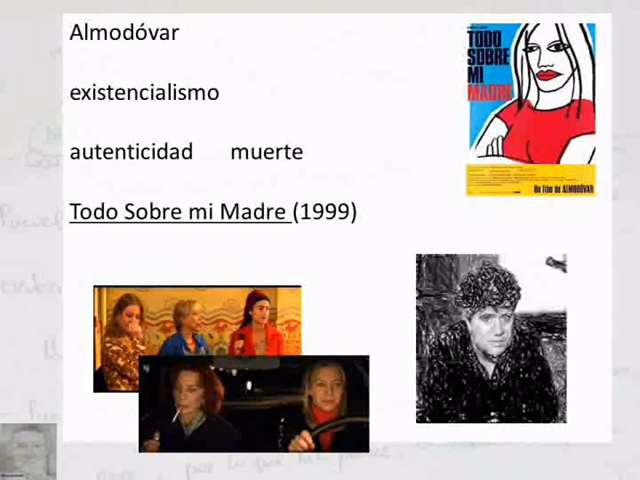 Almodóvar
existencialismo
autenticidad muerte
Todo Sobre mi Madre (1999)
TODO
SOBRE
MI
MADRE
Un film de ALMODÓVAR